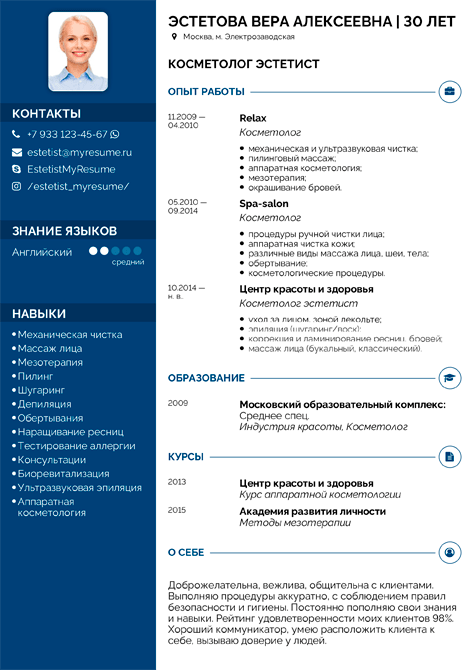 ЭСТЕТОВА ВЕРА АЛЕКСЕЕВНА | 30 ЛЕТ
Москва, м. Электрозаводская
КОСМЕТОЛОГ ЭСТЕТИСТ
КОНТАКТЫ
+7 933 123-45-67
estetist@myresume.ru
EstetistMyResume
/estetist_myresume/
ЗНАНИЕ ЯЗЫКОВ
Английский
средний
НАВЫКИ
• Механическая чистка
• Массаж лица
• Мезотерапия
• Пилинг
• Шугаринг
• Депиляция
• Обертывания
• Наращивание ресниц
• Тестирование аллергии
• Консультации
• Биоревитализация
• Ультразвуковая эпиляция
• Аппаратная
косметология
ОПЫТ РАБОТЫ
11.2009 —
04.2010
Relax
Косметолог
• механическая и ультразвуковая чистка;
• пилинговый массаж;
• аппаратная косметология;
• мезотерапия;
• окрашивание бровей.
05.2010 —
09.2014
Spa-salon
Косметолог
• процедуры ручной чистки лица;
• аппаратная чистка кожи;
• различные виды массажа лица, шеи, тела;
• обертывание;
• косметологические процедуры.
10.2014 —
н. в.
Центр красоты и здоровья
Косметолог эстетист
• уход за лицом, зоной декольте;
• эпиляция (шугаринг/воск);
• коррекция и ламинирование ресниц, бровей;
• массаж лица (букальный, классический).
ОБРАЗОВАНИЕ
2009
Московский образовательный комплекс:
Среднее спец.
Индустрия красоты, Косметолог
КУРСЫ
2013
Центр красоты и здоровья
Курс аппаратной косметологии
2015
Академия развития личности
Методы мезотерапии
О СЕБЕ
Доброжелательна, вежлива, общительна с клиентами.
Выполняю процедуры аккуратно, с соблюдением правил
безопасности и гигиены. Постоянно пополняю свои знания
и навыки. Рейтинг удовлетворенности моих клиентов 98%.
Хороший коммуникатор, умею расположить клиента к
себе, вызываю доверие у людей.